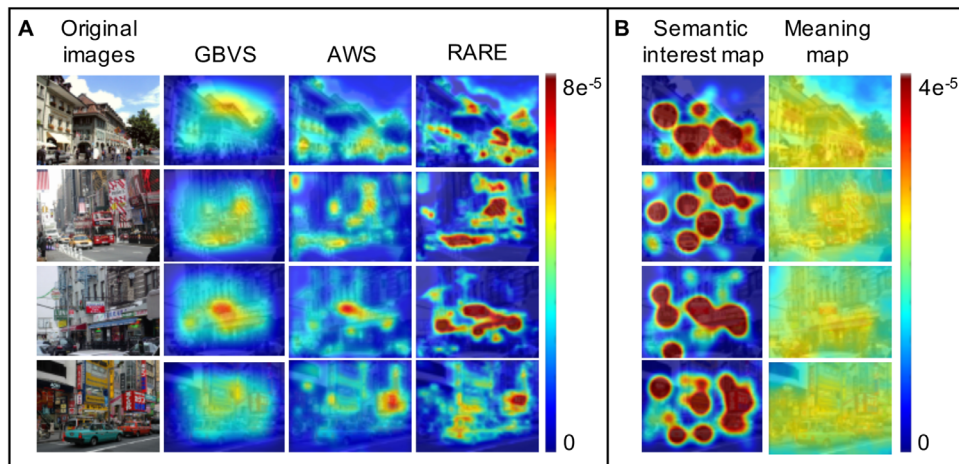 A
Original
images
GBVS
AWS
RARE
8e-5
0
B
Semantic
interest map
Meaning
map
4e-5
0